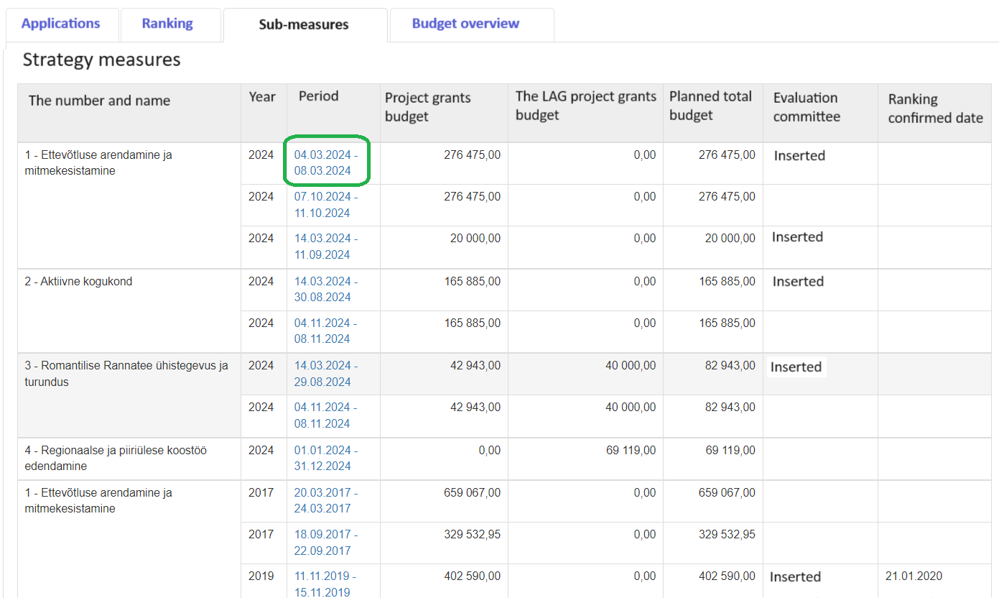 Applications
Ranking
Sub-measures
Budget overview
Strategy measures
The number and name
Year
Period
Project grants
budget
The LAG project grants
budget
Planned total
budget
Evaluation
committee
Ranking
confirmed date
1 - Ettevõtluse arendamine ja
mitmekesistamine
2024
04.03.2024 -
08.03.2024
276 475,00
0,00
276 475,00
Inserted
2024
07.10.2024 -
11.10.2024
276 475,00
0,00
276 475,00
2024
14.03.2024 -
11.09.2024
20 000,00
0,00
20 000,00
Inserted
2 - Aktiivne kogukond
2024
14.03.2024 -
30.08.2024
165 885,00
0,00
165 885,00
Inserted
2024
04.11.2024 -
08.11.2024
165 885,00
0,00
165 885,00
3 - Romantilise Rannatee ühistegevus ja
turundus
2024
14.03.2024 -
29.08.2024
42 943,00
40 000,00
82 943,00
Inserted
2024
04.11.2024 -
08.11.2024
42 943,00
40 000,00
82 943,00
4 - Regionaalse ja piiriülese koostöö
edendamine
2024
01.01.2024 -
31.12.2024
0,00
69 119,00
69 119,00
1 - Ettevõtluse arendamine ja
mitmekesistamine
2017
20.03.2017 -
24.03.2017
659 067,00
0,00
659 067,00
2017
18.09.2017 -
22.09.2017
329 532,95
0,00
329 532,95
2019
11.11.2019 -
15.11.2019
402 590,00
0,00
402 590,00
Inserted
21.01.2020